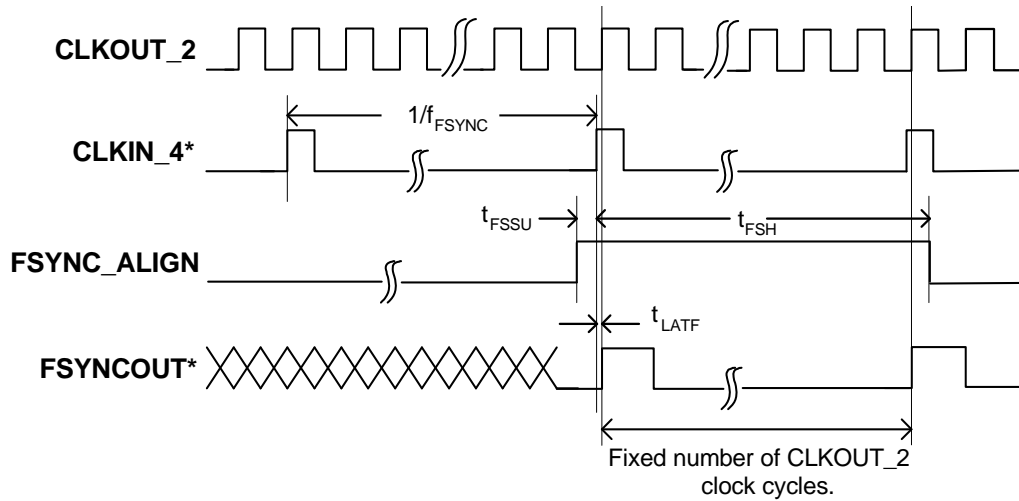 CLKOUT_2
1/fFSYNC
CLKIN_4*
tFSSU
tFSH
FSYNC_ALIGN
tLATF
FSYNCOUT*
Fixed number of CLKOUT_2
clock cycles.